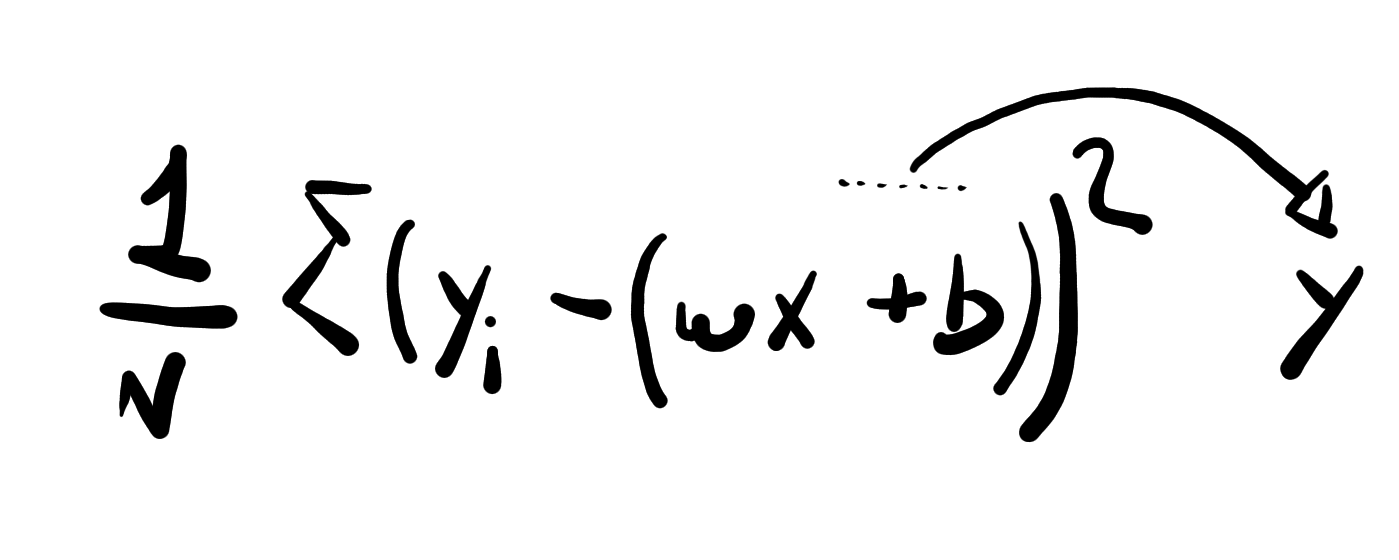 1/N Σ(yᵢ - (wx + b))² y